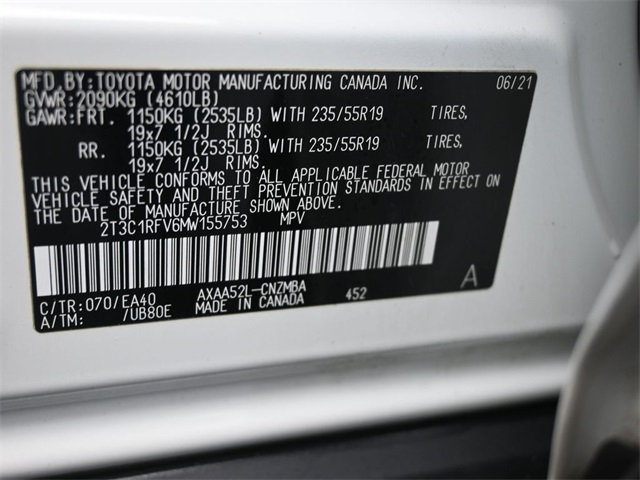 MFD.BY:TOYOTA MOTOR MANUFACTURING CANADA INC. 06/21
GVWR:2090KG (4610LB)
GAWR:FRT. 1150KG (2535LB) WITH 235/55R19 TIRES,
19x7 1/2J RIMS.
RR. 1150KG (2535LB) WITH 235/55R19 TIRES,
19x7 1/2J RIMS.
THIS VEHICLE CONFORMS TO ALL APPLICABLE FEDERAL MOTOR
VEHICLE SAFETY AND THEFT PREVENTION STANDARDS IN EFFECT ON
THE DATE OF MANUFACTURE SHOWN ABOVE.
2T3C1RFV6MW155753 MPV
C/TR:070/EA40 AXAA52L-CNZMBA 452 A
A/TM: /UB80E MADE IN CANADA